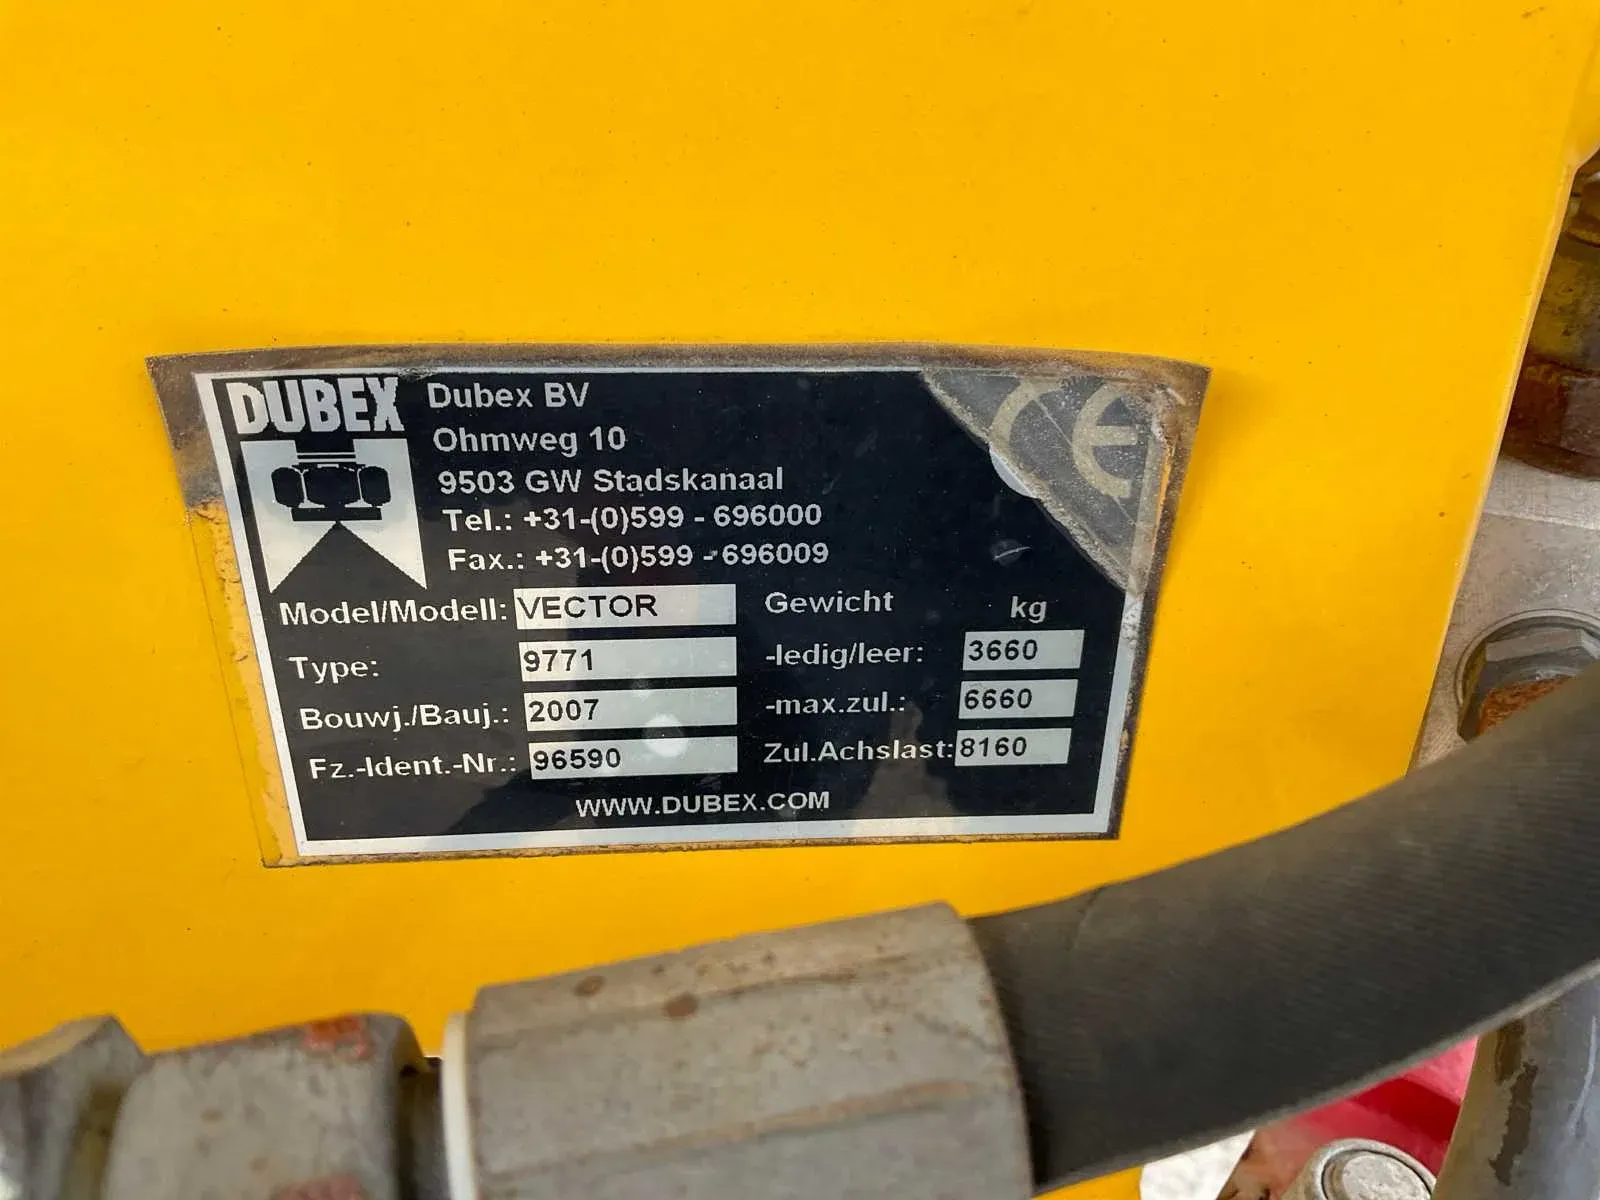 DUBEX
Dubex BV
Ohmweg 10
9503 GW Stadskanaal
Tel.: +31-(0)599 - 696000
Fax.: +31-(0)599 - 696009
CE
Model/Modell: VECTOR
Type: 9771
Bouwj./Bauj.: 2007
Fz.-Ident.-Nr.: 96590
Gewicht kg
-ledig/leer: 3660
-max.zul.: 6660
Zul.Achslast: 8160
WWW.DUBEX.COM